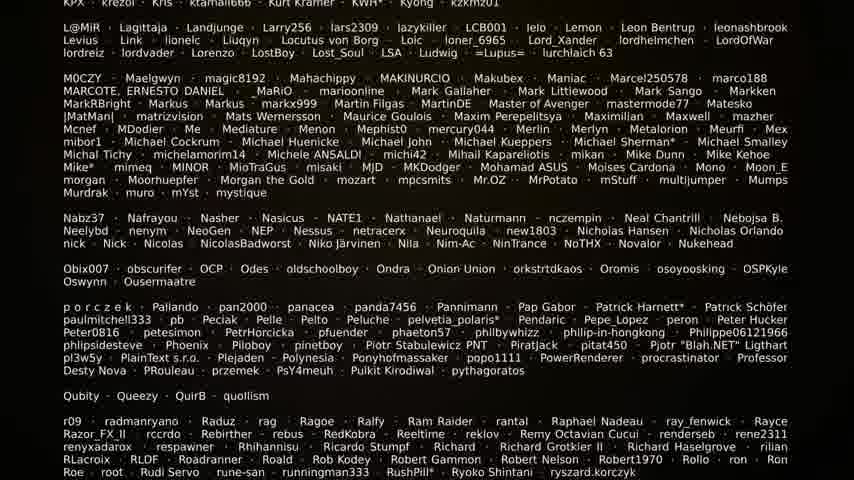 KPX · krezol · Kris · ktamail666 · Kurt Kramer · KWH* · Kyong · kzkmz01
L@MiR · Lagittaja · Landjunge · Larry256 · lars2309 · lazykiller · LCB001 · lelo · Lemon · Leon Bentrup · leonashbrook
Levius · Link · lionelc · Liuqyn · Locutus von Borg · Loic · loner_6965 · Lord_Xander · lordhelmchen · LordOfWar
lordreiz · lordvader · Lorenzo · LostBoy · Lost_Soul · LSA · Ludwig · =Lupus= · lurchlaich 63
M0CZY · Maelgwyn · magic8192 · Mahachippy · MAKINURCIO · Makubex · Maniac · Marcel250578 · marco188
MARCOTE, ERNESTO DANIEL · _MaRiO · marioonline · Mark Gallaher · Mark Littlewood · Mark Sango · Markken
MarkRBright · Markus · Markus · markx999 · Martin Filgas · MartinDE · Master of Avenger · mastermode77 · Matesko
|MatMan| · matrizvision · Mats Wernersson · Maurice Goulois · Maxim Perepelitsya · Maximilian · Maxwell · mazher
Mcnef · MDodier · Me · Mediature · Menon · Mephist0 · mercury044 · Merlin · Merlyn · Metalorion · Meurfi · Mex
mibor1 · Michael Cockrum · Michael Huenicke · Michael John · Michael Kueppers · Michael Sherman* · Michael Smalley
Michal Tichy · michelamorim14 · Michele ANSALDI · michi42 · Mihail Kapareliotis · mikan · Mike Dunn · Mike Kehoe
Mike* · mimeq · MINOR · MioTraGus · misaki · MJD · MKDodger · Mohamad ASUS · Moises Cardona · Mono · Moon_E
morgan · Moorhuepfer · Morgan the Gold · mozart · mpcsmits · Mr.OZ · MrPotato · mStuff · multijumper · Mumps
Murdrak · muro · mYst · mystique
Nabz37 · Nafrayou · Nasher · Nasicus · NATE1 · Nathanael · Naturmann · nczempin · Neal Chantrill · Nebojsa B.
Neelybd · nenym · NeoGen · NEP · Nessus · netracerx · Neuroquila · new1803 · Nicholas Hansen · Nicholas Orlando
nick · Nick · Nicolas · NicolasBadworst · Niko Järvinen · Nila · Nim-Ac · NinTrance · NoTHX · Novalor · Nukehead
Obix007 · obscurifer · OCP · Odes · oldschoolboy · Ondra · Onion Union · orkstrtdkaos · Oromis · osoyoosking · OSPKyle
Oswynn · Ousermaatre
p o r c z e k · Pallando · pan2000 · panacea · panda7456 · Pannimann · Pap Gabor · Patrick Harnett* · Patrick Schöfer
paulmitchell333 · pb · Peciak · Pelle · Pelto · Peluche · pelvetia_polaris* · Pendaric · Pepe_Lopez · peron · Peter Hucker
Peter0816 · petesimon · PetrHorcicka · pfuender · phaeton57 · philbywhizz · philip-in-hongkong · Philippe06121966
philipsidesteve · Phoenix · Piloboy · pinetboy · Piotr Stabulewicz PNT · PiratJack · pitat450 · Pjotr "Blah.NET" Ligthart
pl3w5y · PlainText s.r.o. · Plejaden · Polynesia · Ponyhofmassaker · popo1111 · PowerRenderer · procrastinator · Professor
Desty Nova · PRouleau · przemek · PsY4meuh · Pulkit Kirodiwal · pythagoratos
Qubity · Queezy · QuirB · quollism
r09 · radmanryano · Raduz · rag · Ragoe · Ralfy · Ram Raider · rantal · Raphael Nadeau · ray_fenwick · Rayce
Razor_FX_II · rccrdo · Rebirther · rebus · RedKobra · Reeltime · reklov · Remy Octavian Cucui · renderseb · rene2311
renyxadarox · respawner · Rhihannisu · Ricardo Stumpf · Richard · Richard Grotkler II · Richard Haselgrove · rilian
RLacroix · RLDF · Roadranner · Roald · Rob Kodey · Robert Gammon · Robert Nelson · Robert1970 · Rollo · ron · Ron
Roe · root · Rudi Servo · rune-san · runningman333 · RushPill* · Ryoko Shintani · ryszard.korczyk